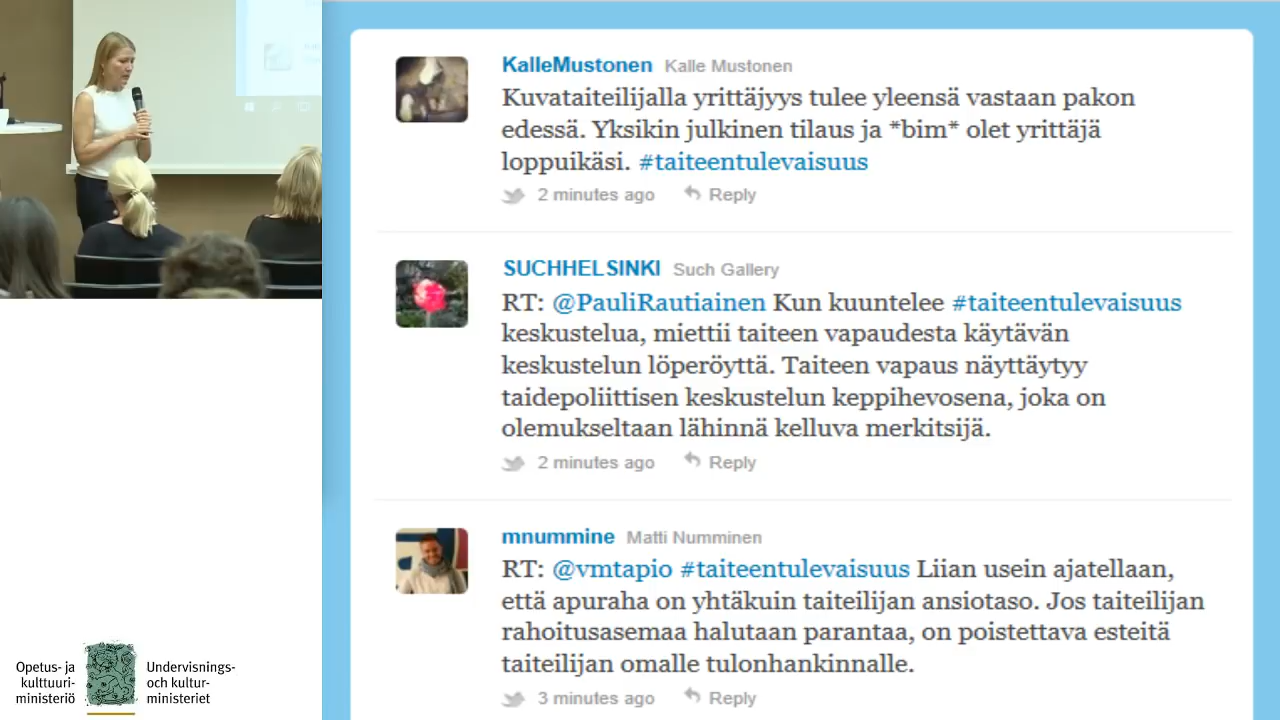 KalleMustonen Kalle Mustonen
Kuvataiteilijalla yrittäjyys tulee yleensä vastaan pakon
edessä. Yksikin julkinen tilaus ja *bim* olet yrittäjä
loppuikäsi. #taiteentulevaisuus
2 minutes ago Reply
SUCHHELSINKI Such Gallery
RT: @PauliRautiainen Kun kuuntelee #taiteentulevaisuus
keskustelua, miettii taiteen vapaudesta käytävän
keskustelun löperöyttä. Taiteen vapaus näyttäytyy
taidepoliittisen keskustelun keppihevosena, joka on
olemukseltaan lähinnä kelluva merkitsijä.
2 minutes ago Reply
mnummine Matti Numminen
RT: @vmtapio #taiteentulevaisuus Liian usein ajatellaan,
että apuraha on yhtäkuin taiteilijan ansiotaso. Jos taiteilijan
rahoitusasemaa halutaan parantaa, on poistettava esteitä
taiteilijan omalle tulonhankinnalle.
3 minutes ago Reply
Opetus- ja
kulttuuri-
ministeriö
Undervisnings-
och kultur-
ministeriet